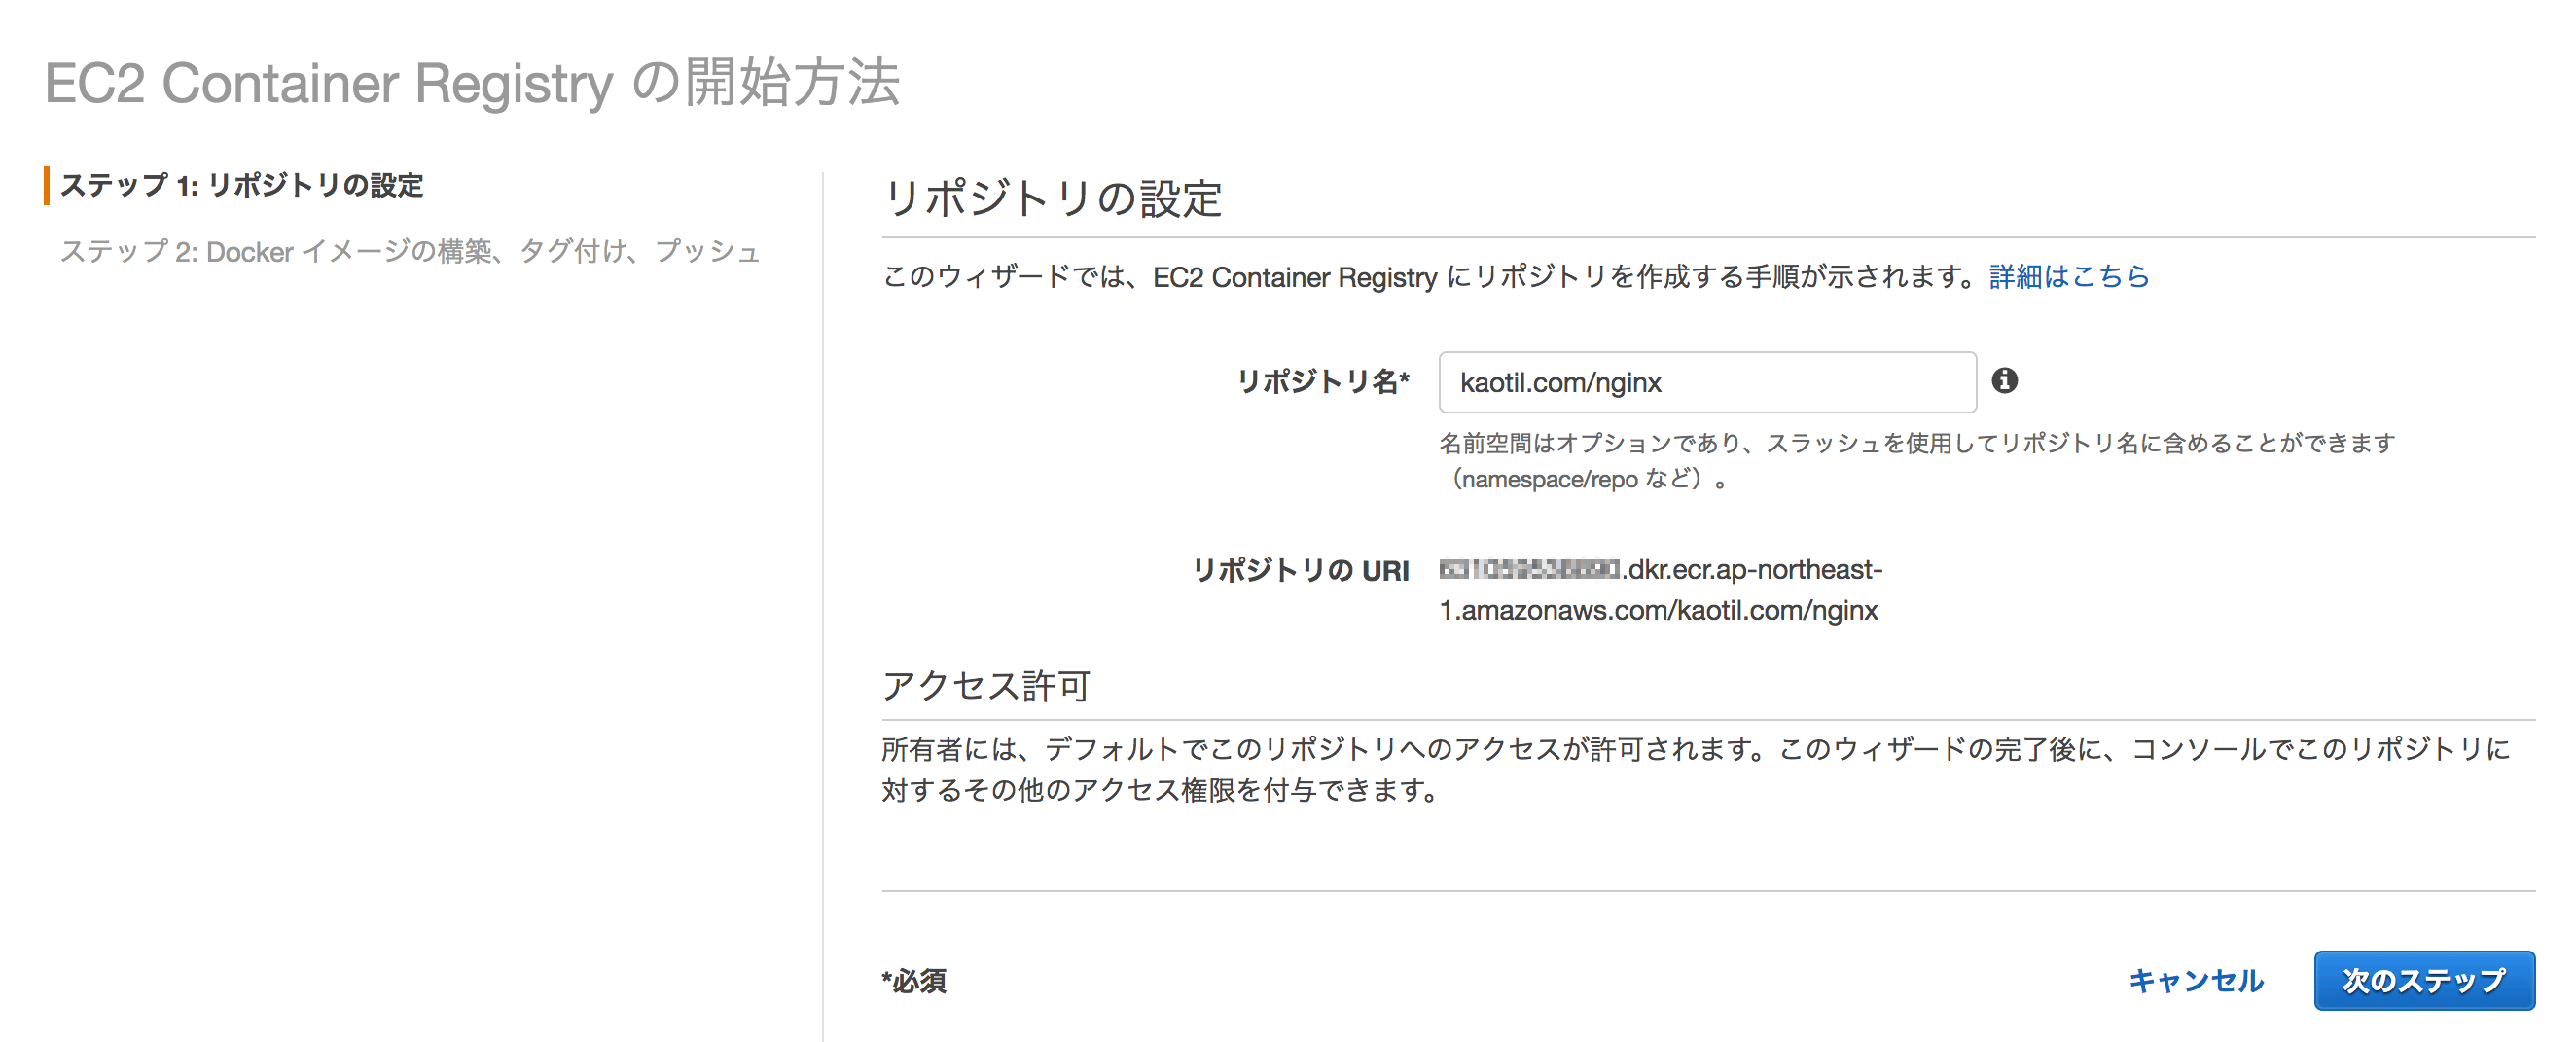 EC2 Container Registry の開始方法
ステップ 1: リポジトリの設定
ステップ 2: Docker イメージの構築、タグ付け、プッシュ
リポジトリの設定
このウィザードでは、EC2 Container Registry にリポジトリを作成する手順が示されます。詳細はこちら
リポジトリ名* kaotil.com/nginx
名前空間はオプションであり、スラッシュを使用してリポジトリ名に含めることができます
（namespace/repo など）。
リポジトリの URI .dkr.ecr.ap-northeast-
1.amazonaws.com/kaotil.com/nginx
アクセス許可
所有者には、デフォルトでこのリポジトリへのアクセスが許可されます。このウィザードの完了後に、コンソールでこのリポジトリに
対するその他のアクセス権限を付与できます。
*必須
キャンセル 次のステップ